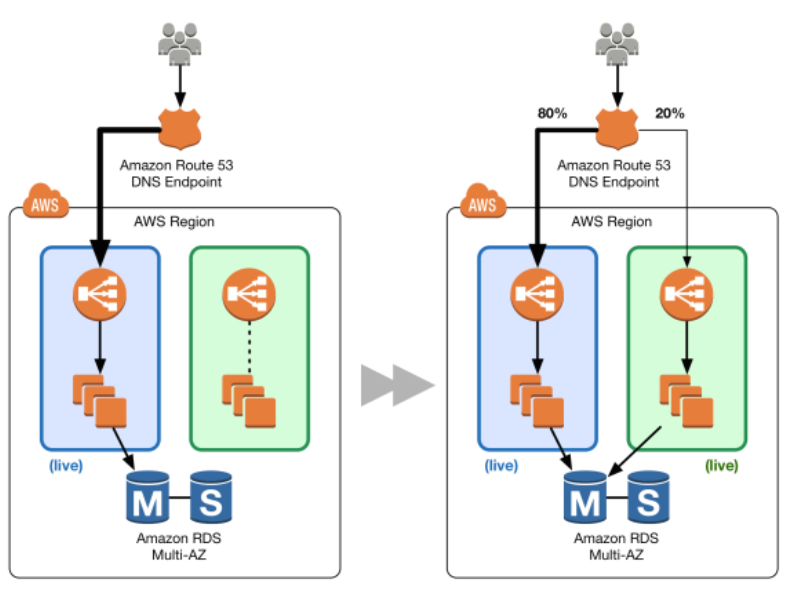 Amazon Route 53
DNS Endpoint
AWS
AWS Region
(live)
M S
Amazon RDS
Multi-AZ
80%
20%
Amazon Route 53
DNS Endpoint
AWS
AWS Region
(live)
(live)
M S
Amazon RDS
Multi-AZ